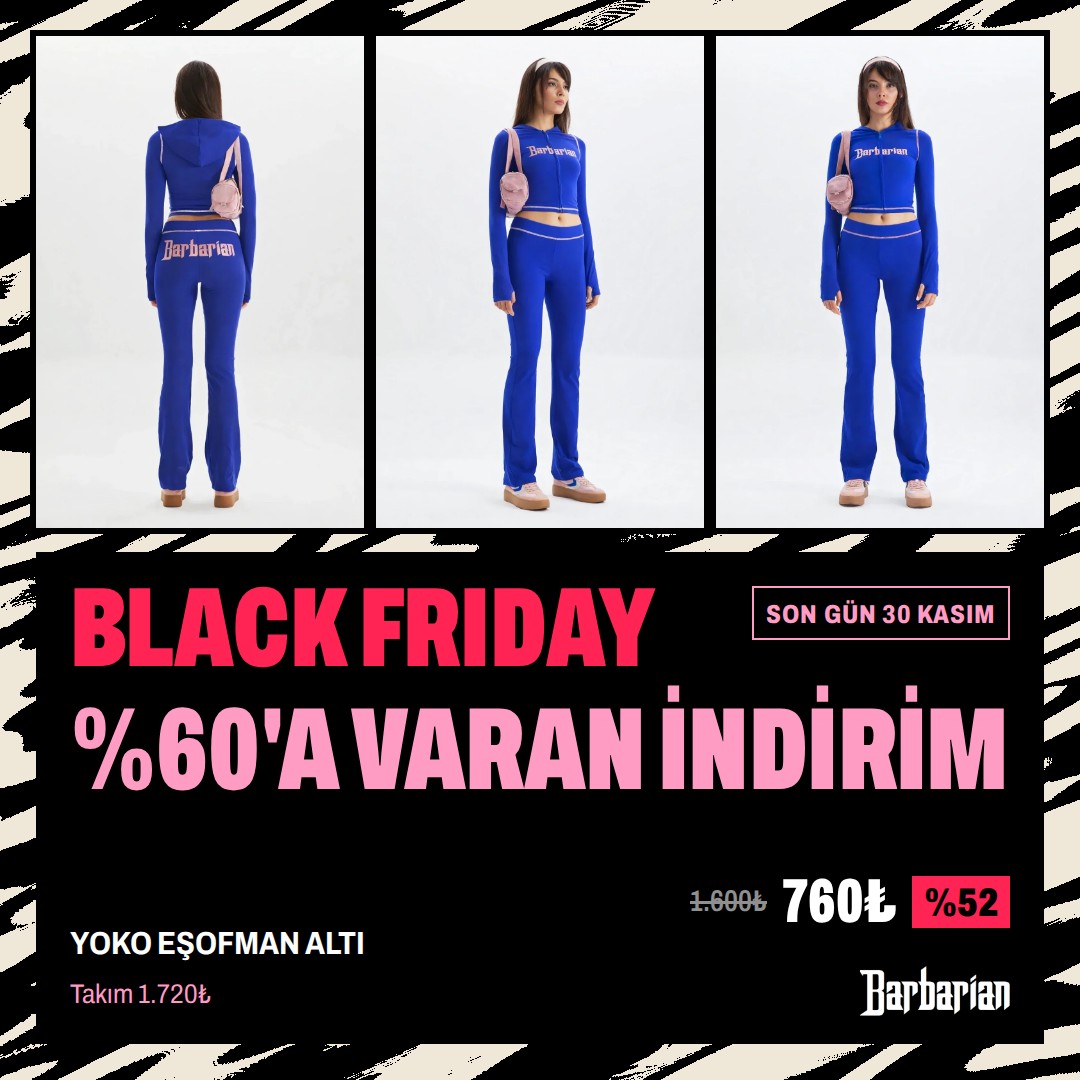 Barbarian
Barbarian
Barbarian
BLACK FRIDAY
SON GÜN 30 KASIM
%60'A VARAN İNDİRİM
1.600₺ 760₺ %52
YOKO EŞOFMAN ALTI
Takım 1.720₺
Barbarian